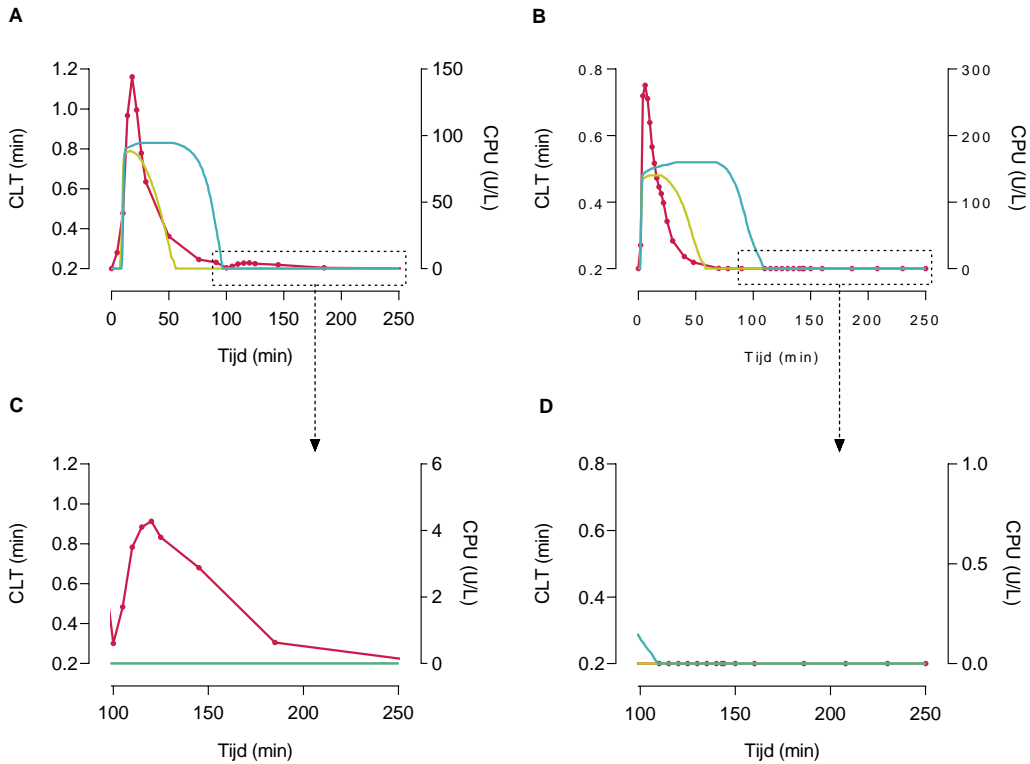 A
1.2
1.0
0.8
0.6
0.4
0.2
CLT (min)
150
100
50
0
CPU (U/L)
0 50 100 150 200 250
Tijd (min)
B
0.8
0.6
0.4
0.2
CLT (min)
300
200
100
0
CPU (U/L)
0 50 100 150 200 250
Tijd (min)
C
1.2
1.0
0.8
0.6
0.4
0.2
CLT (min)
6
4
2
0
CPU (U/L)
100 150 200 250
Tijd (min)
D
0.8
0.6
0.4
0.2
CLT (min)
1.0
0.5
0.0
CPU (U/L)
100 150 200 250
Tijd (min)